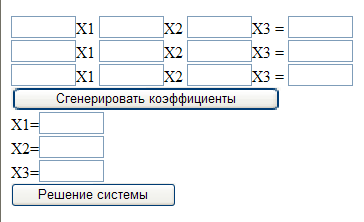 X1 X2 X3 =
X1 X2 X3 =
X1 X2 X3 =
Сгенерировать коэффициенты
X1=
X2=
X3=
Решение системы